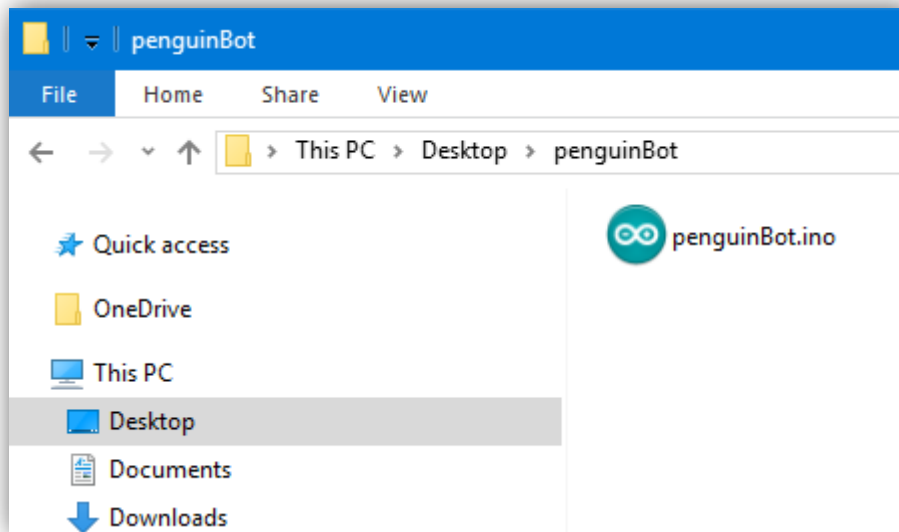 penguinBot
File Home Share View
This PC > Desktop > penguinBot
Quick access
penguinBot.ino
OneDrive
This PC
Desktop
Documents
Downloads